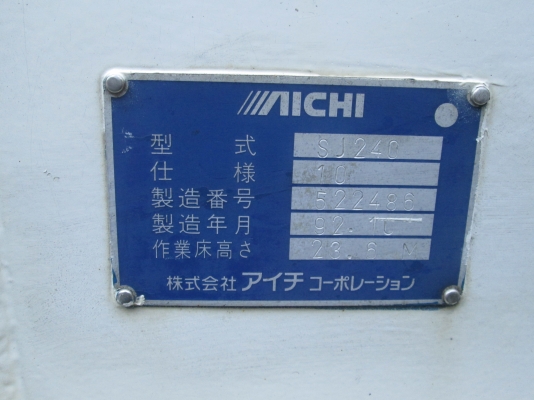 AICHI
型式 SJ240
仕様 10
製造番号 522486
製造年月 92.10
作業床高さ 23.6 M
株式会社 アイチ コーポレーション